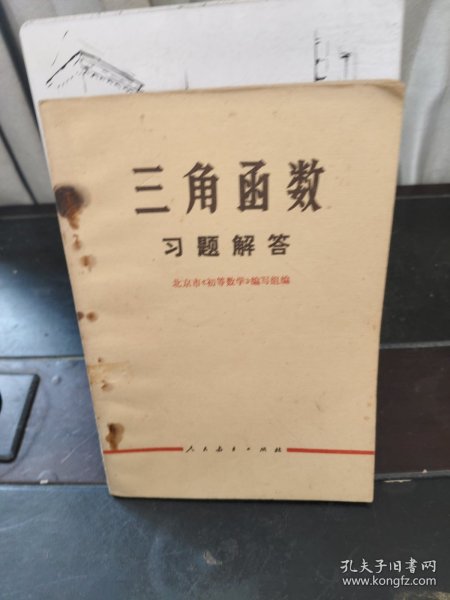 三角函数
习题解答
北京市《初等数学》编写组编
人民教育出版社
孔夫子旧书网
www.kongfz.com